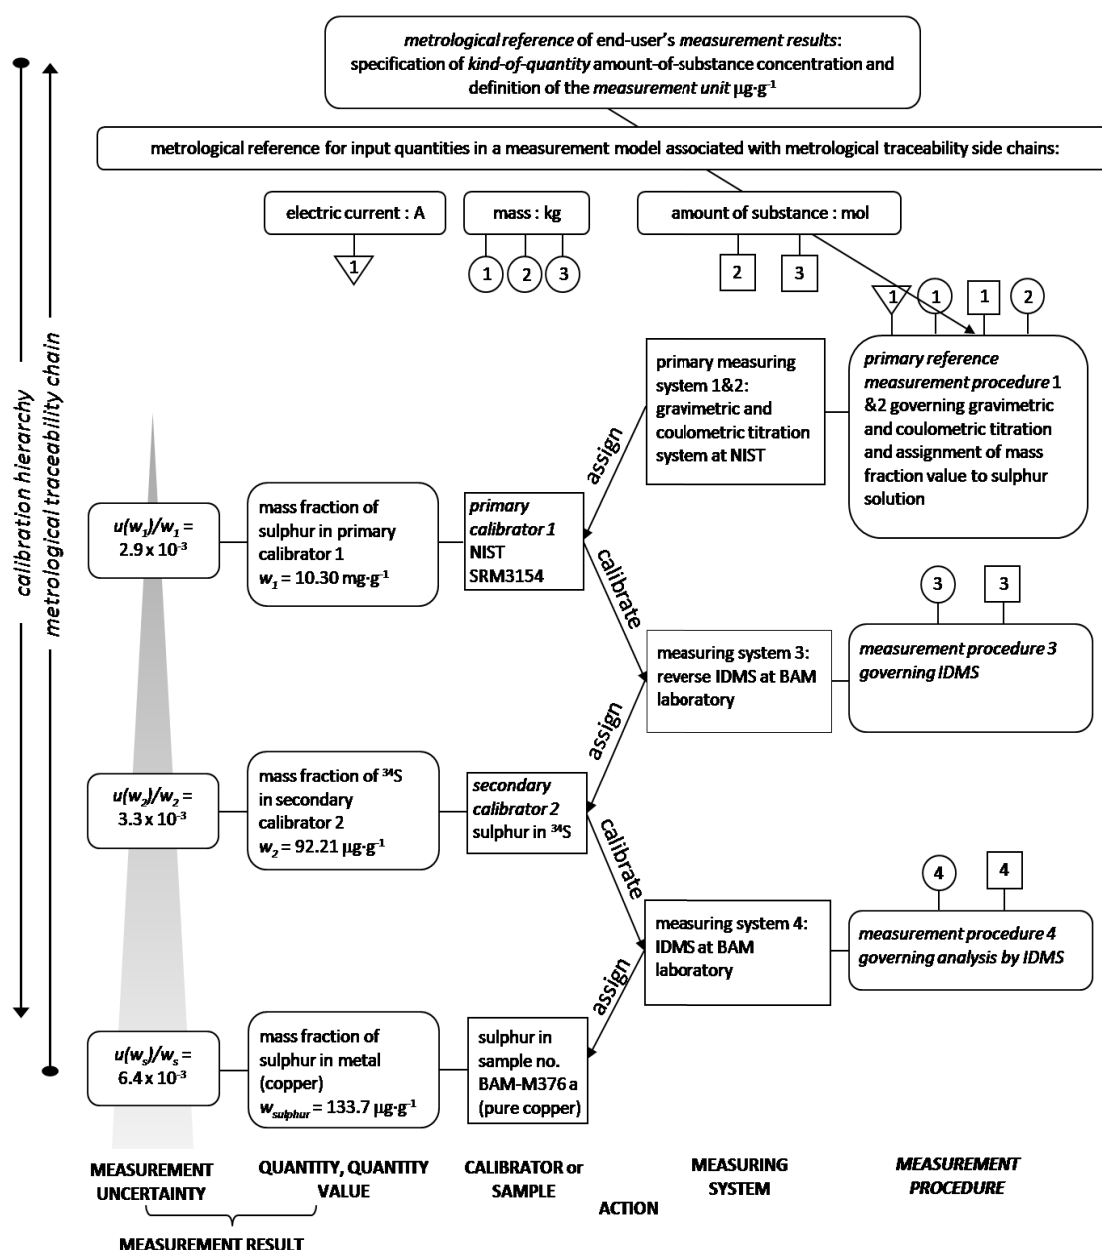 metrological reference of end-user's measurement results:
specification of kind-of-quantity amount-of-substance concentration and
definition of the measurement unit µg·g⁻¹
metrological reference for input quantities in a measurement model associated with metrological traceability side chains:
electric current : A
mass : kg
amount of substance : mol
1
1
2
3
2
3
1
1
1
2
calibration hierarchy
metrological traceability chain
primary measuring
system 1&2:
gravimetric and
coulometric titration
system at NIST
primary reference
measurement procedure 1
&2 governing gravimetric
and coulometric titration
and assignment of mass
fraction value to sulphur
solution
assign
u(w₁)/w₁ =
2.9 x 10⁻³
mass fraction of
sulphur in primary
calibrator 1
w₁ = 10.30 mg·g⁻¹
primary
calibrator 1
NIST
SRM3154
calibrate
3
3
measuring system 3:
reverse IDMS at BAM
laboratory
measurement procedure 3
governing IDMS
assign
u(w₂)/w₂ =
3.3 x 10⁻³
mass fraction of ³⁴S
in secondary
calibrator 2
w₂ = 92.21 µg·g⁻¹
secondary
calibrator 2
sulphur in ³⁴S
calibrate
4
4
measuring system 4:
IDMS at BAM
laboratory
measurement procedure 4
governing analysis by IDMS
assign
u(wₛ)/wₛ =
6.4 x 10⁻³
mass fraction of
sulphur in metal
(copper)
w_sulphur = 133.7 µg·g⁻¹
sulphur in
sample no.
BAM-M376 a
(pure copper)
MEASUREMENT
UNCERTAINTY
QUANTITY, QUANTITY
VALUE
CALIBRATOR or
SAMPLE
ACTION
MEASURING
SYSTEM
MEASUREMENT
PROCEDURE
MEASUREMENT RESULT